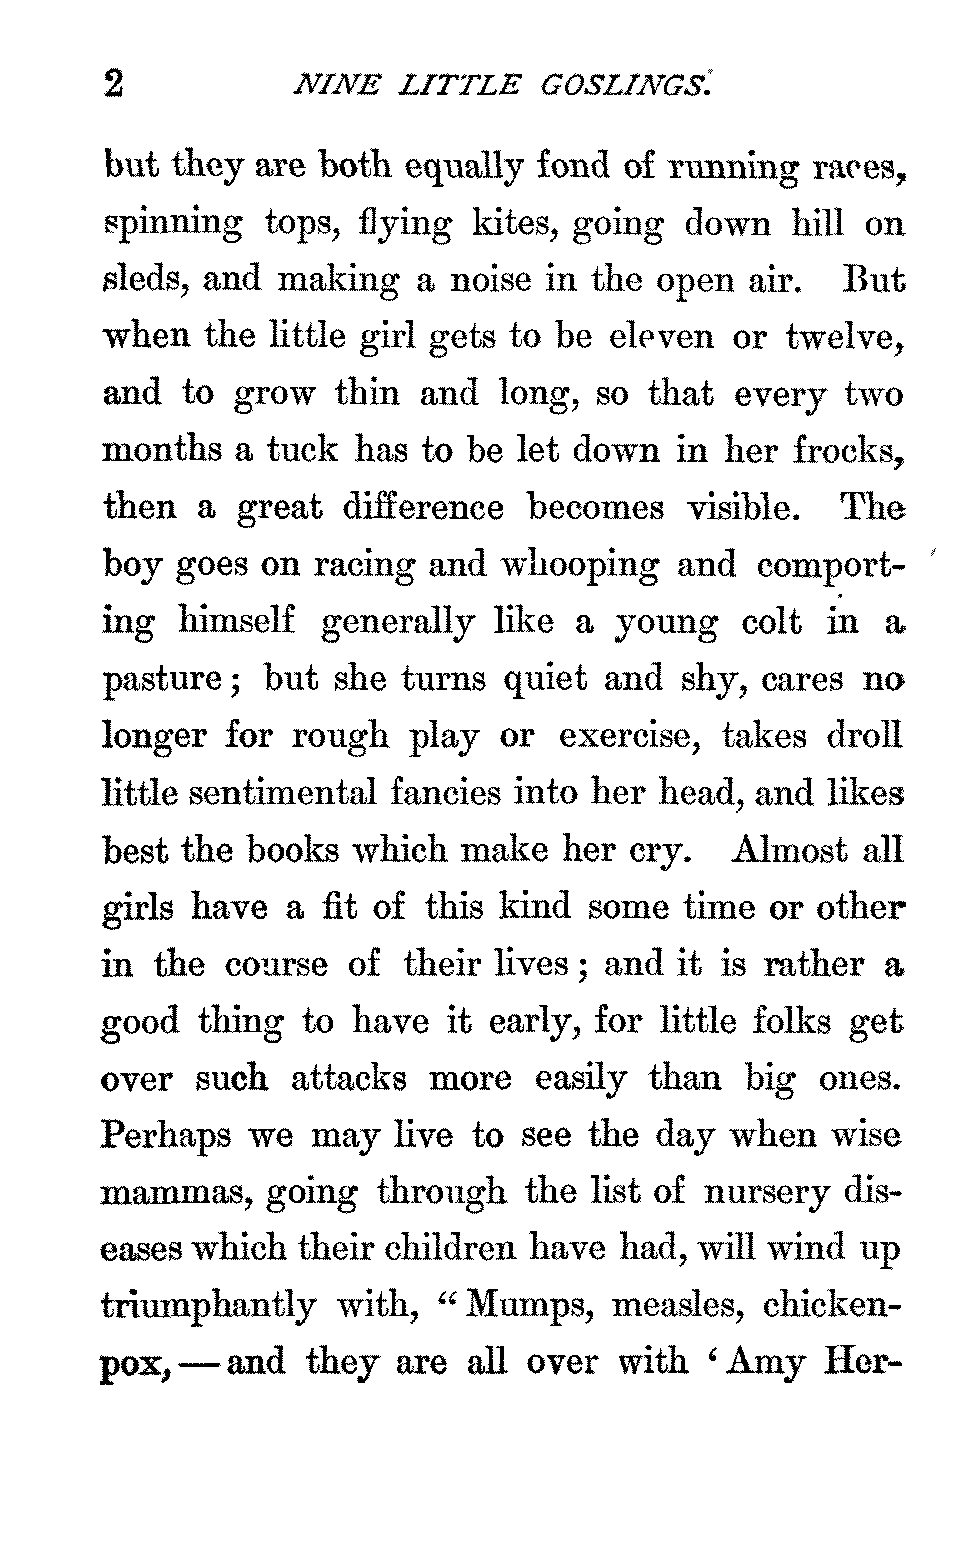 2 NINE LITTLE GOSLINGS.
but they are both equally fond of running races,
spinning tops, flying kites, going down hill on
sleds, and making a noise in the open air. But
when the little girl gets to be eleven or twelve,
and to grow thin and long, so that every two
months a tuck has to be let down in her frocks,
then a great difference becomes visible. The
boy goes on racing and whooping and comport-
ing himself generally like a young colt in a
pasture; but she turns quiet and shy, cares no
longer for rough play or exercise, takes droll
little sentimental fancies into her head, and likes
best the books which make her cry. Almost all
girls have a fit of this kind some time or other
in the course of their lives; and it is rather a
good thing to have it early, for little folks get
over such attacks more easily than big ones.
Perhaps we may live to see the day when wise
mammas, going through the list of nursery dis-
eases which their children have had, will wind up
triumphantly with, “Mumps, measles, chicken-
pox,—and they are all over with ‘Amy Her-